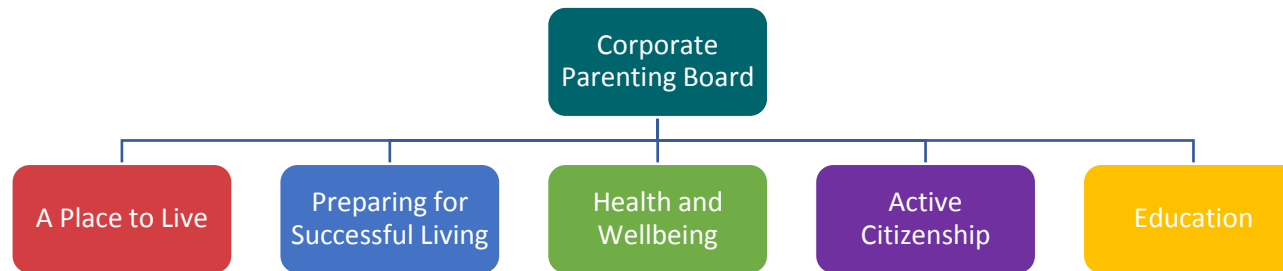 Corporate
Parenting Board
A Place to Live
Preparing for
Successful Living
Health and
Wellbeing
Active
Citizenship
Education